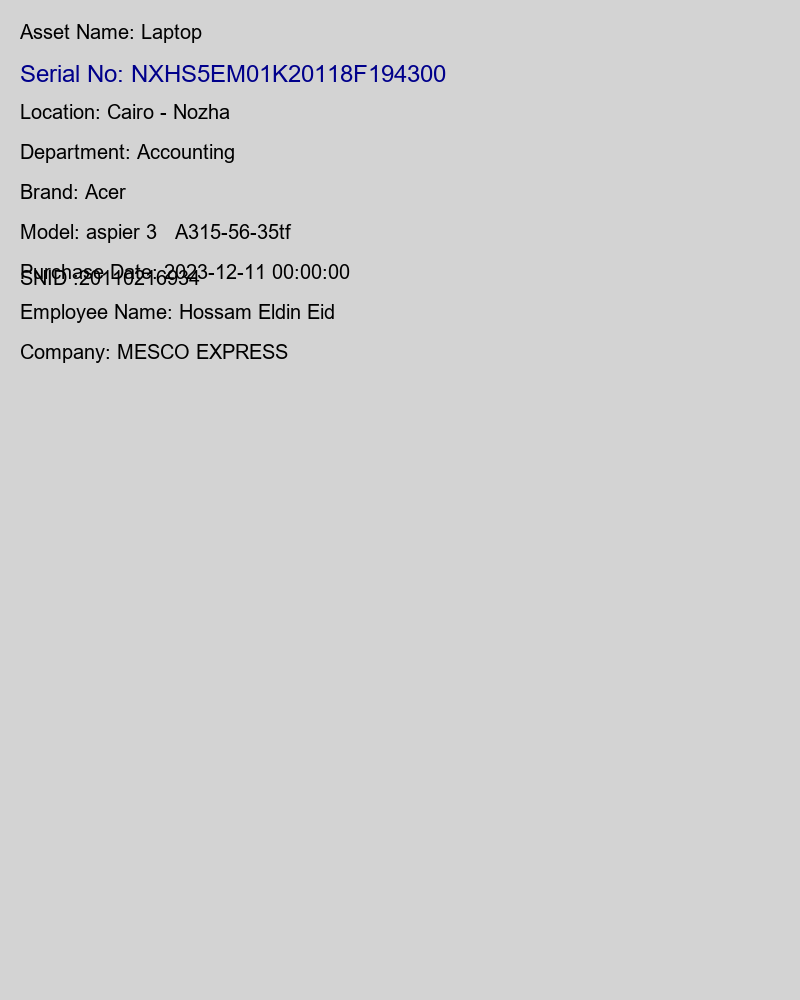 Asset Name: Laptop
Serial No: NXHS5EM01K20118F194300
Location: Cairo - Nozha
Department: Accounting
Brand: Acer
Model: aspier 3   A315-56-35tf
Purchase Date: 2023-12-11 00:00:00
SNID :20110216934
Employee Name: Hossam Eldin Eid
Company: MESCO EXPRESS